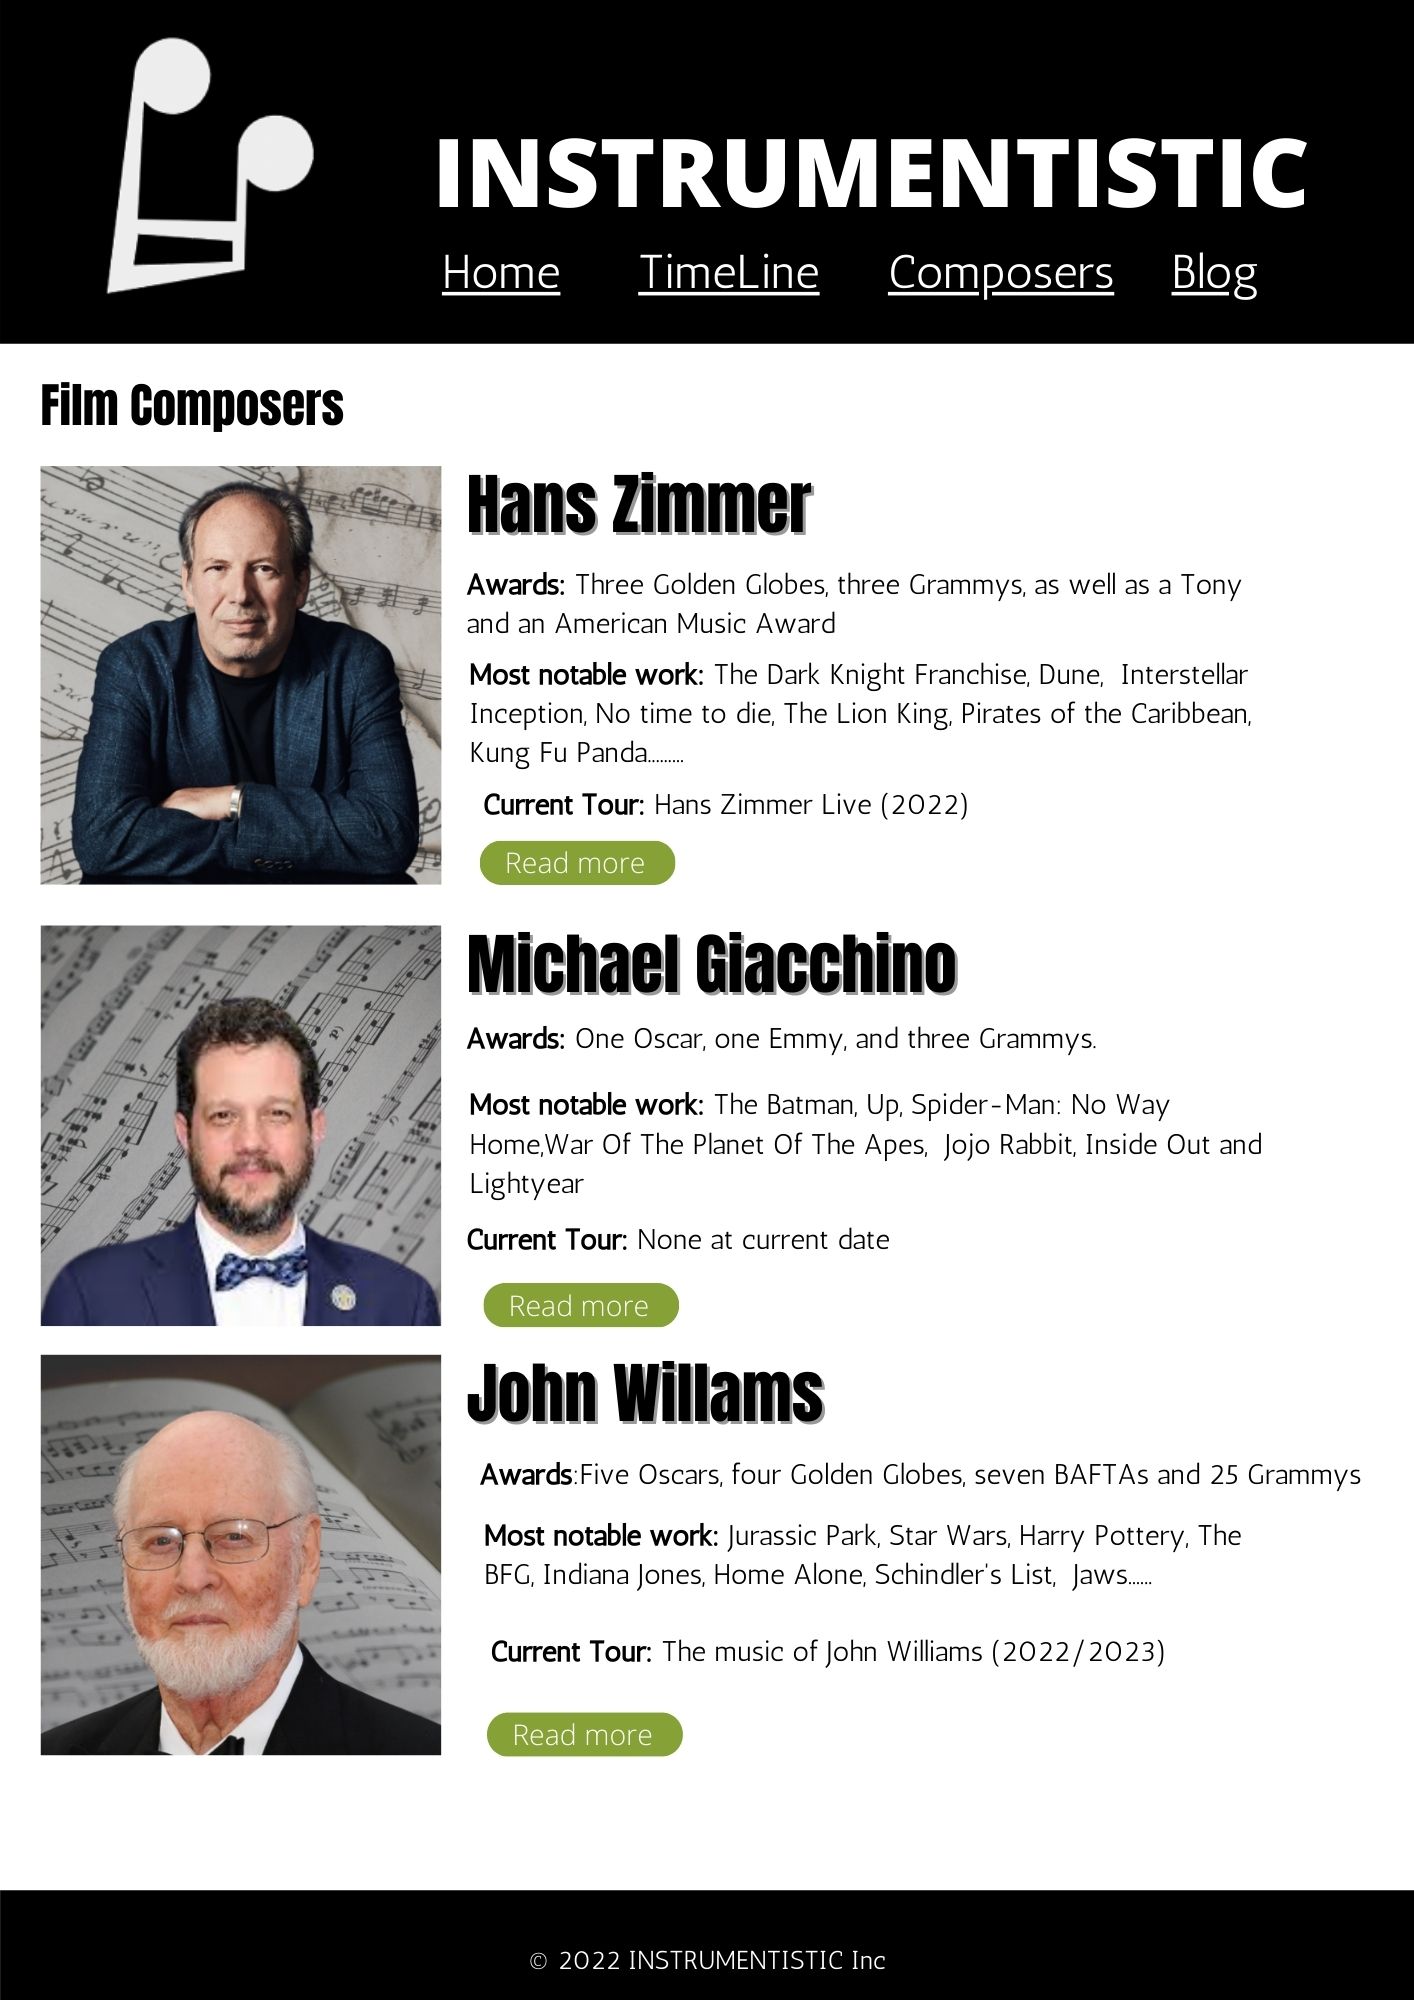 INSTRUMENTISTIC
Home TimeLine Composers Blog
Film Composers
Hans Zimmer
Awards: Three Golden Globes, three Grammys, as well as a Tony
and an American Music Award
Most notable work: The Dark Knight Franchise, Dune,  Interstellar
Inception, No time to die, The Lion King, Pirates of the Caribbean,
Kung Fu Panda.........
Current Tour: Hans Zimmer Live (2022)
Read more
Michael Giacchino
Awards: One Oscar, one Emmy, and three Grammys.
Most notable work: The Batman, Up, Spider-Man: No Way
Home,War Of The Planet Of The Apes,  Jojo Rabbit, Inside Out and
Lightyear
Current Tour: None at current date
Read more
John Willams
Awards:Five Oscars, four Golden Globes, seven BAFTAs and 25 Grammys
Most notable work: Jurassic Park, Star Wars, Harry Pottery, The
BFG, Indiana Jones, Home Alone, Schindler's List,  Jaws......
Current Tour: The music of John Williams (2022/2023)
Read more
© 2022 INSTRUMENTISTIC Inc